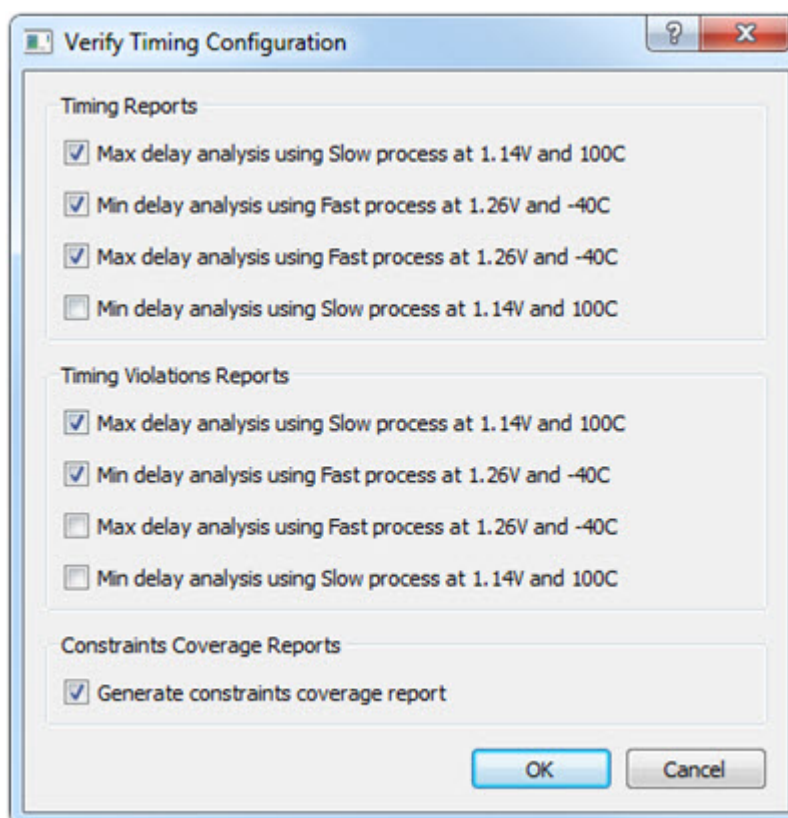 Verify Timing Configuration
?
Timing Reports
Max delay analysis using Slow process at 1.14V and 100C
Min delay analysis using Fast process at 1.26V and -40C
Max delay analysis using Fast process at 1.26V and -40C
Min delay analysis using Slow process at 1.14V and 100C
Timing Violations Reports
Max delay analysis using Slow process at 1.14V and 100C
Min delay analysis using Fast process at 1.26V and -40C
Max delay analysis using Fast process at 1.26V and -40C
Min delay analysis using Slow process at 1.14V and 100C
Constraints Coverage Reports
Generate constraints coverage report
OK Cancel